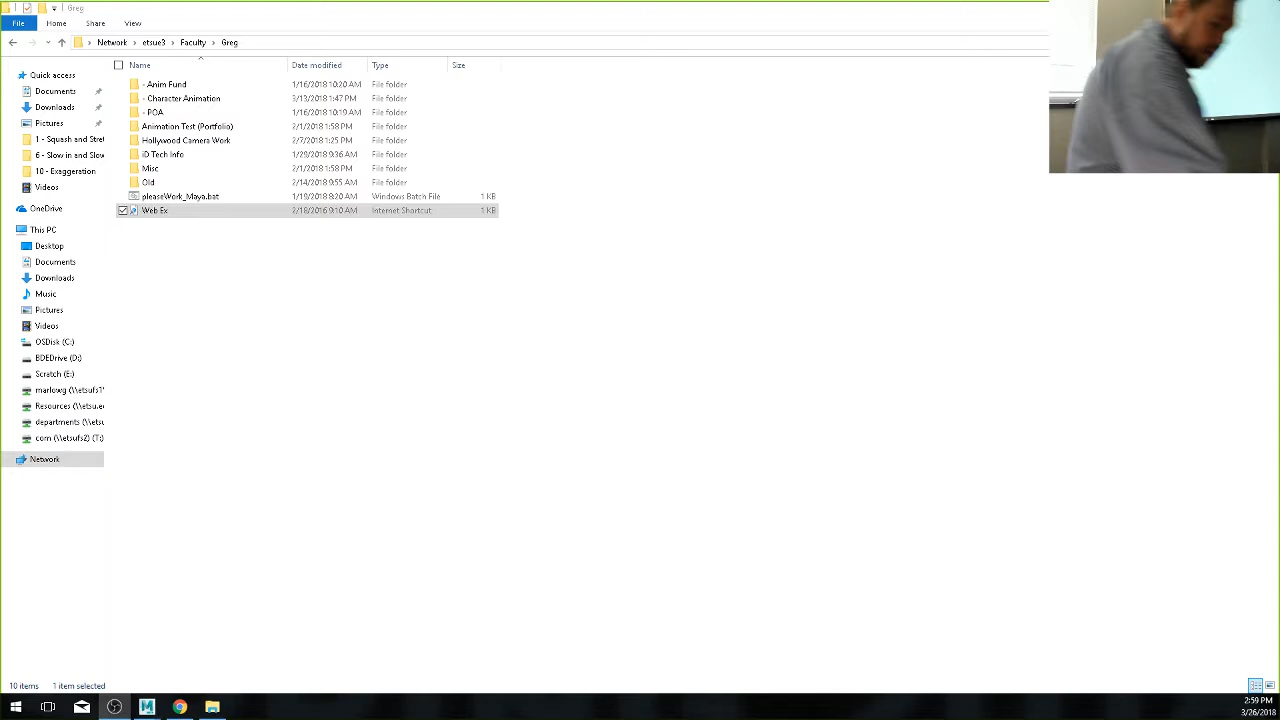 Greg
File Home Share View
Network > etsue3 > Faculty > Greg
Name Date modified Type Size
Quick access
Documents
Downloads
Pictures
1 - Squash and Stret
6 - Slow in and Slow
10 - Exaggeration
Videos
OneDrive
This PC
Desktop
Documents
Downloads
Music
Pictures
Videos
OSDisk (C:)
BDEDrive (D:)
Scratch (E:)
marlowg (\\etsufs1'
Resources (\\etsu.ed
departments (\\etsu
com (\\etsufs2) (T:)
Network
- Anim Fund 1/16/2018 10:20 AM File folder
- Character Animation 3/13/2018 1:47 PM File folder
- POA 1/16/2018 10:19 AM File folder
Animation Test (Portfolio) 2/1/2018 1:58 PM File folder
Hollywood Camera Work 2/7/2018 1:25 PM File folder
iD Tech Info 1/29/2018 9:36 AM File folder
Misc 2/1/2018 1:58 PM File folder
Old 2/14/2018 9:55 AM File folder
pleaseWork_Maya.bat 1/19/2018 8:20 AM Windows Batch File 1 KB
Web Ex 2/18/2016 9:10 AM Internet Shortcut 1 KB
10 items 1 item selected
2:59 PM
3/26/2018